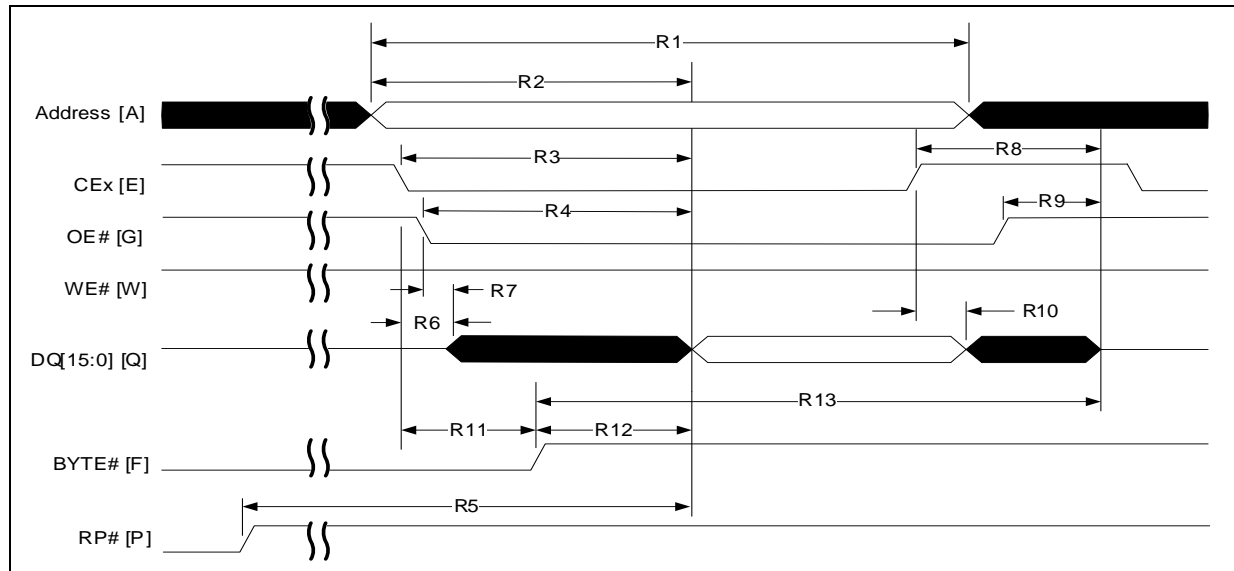 R1
R2
Address [A]
R3
R8
CEx [E]
R4
R9
OE# [G]
WE# [W]
R7
R6
R10
DQ[15:0] [Q]
R13
R11
R12
BYTE# [F]
R5
RP# [P]